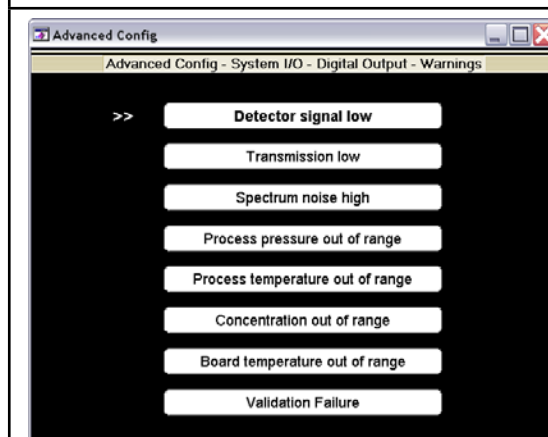 Advanced Config
Advanced Config - System I/O - Digital Output - Warnings
>> Detector signal low
Transmission low
Spectrum noise high
Process pressure out of range
Process temperature out of range
Concentration out of range
Board temperature out of range
Validation Failure